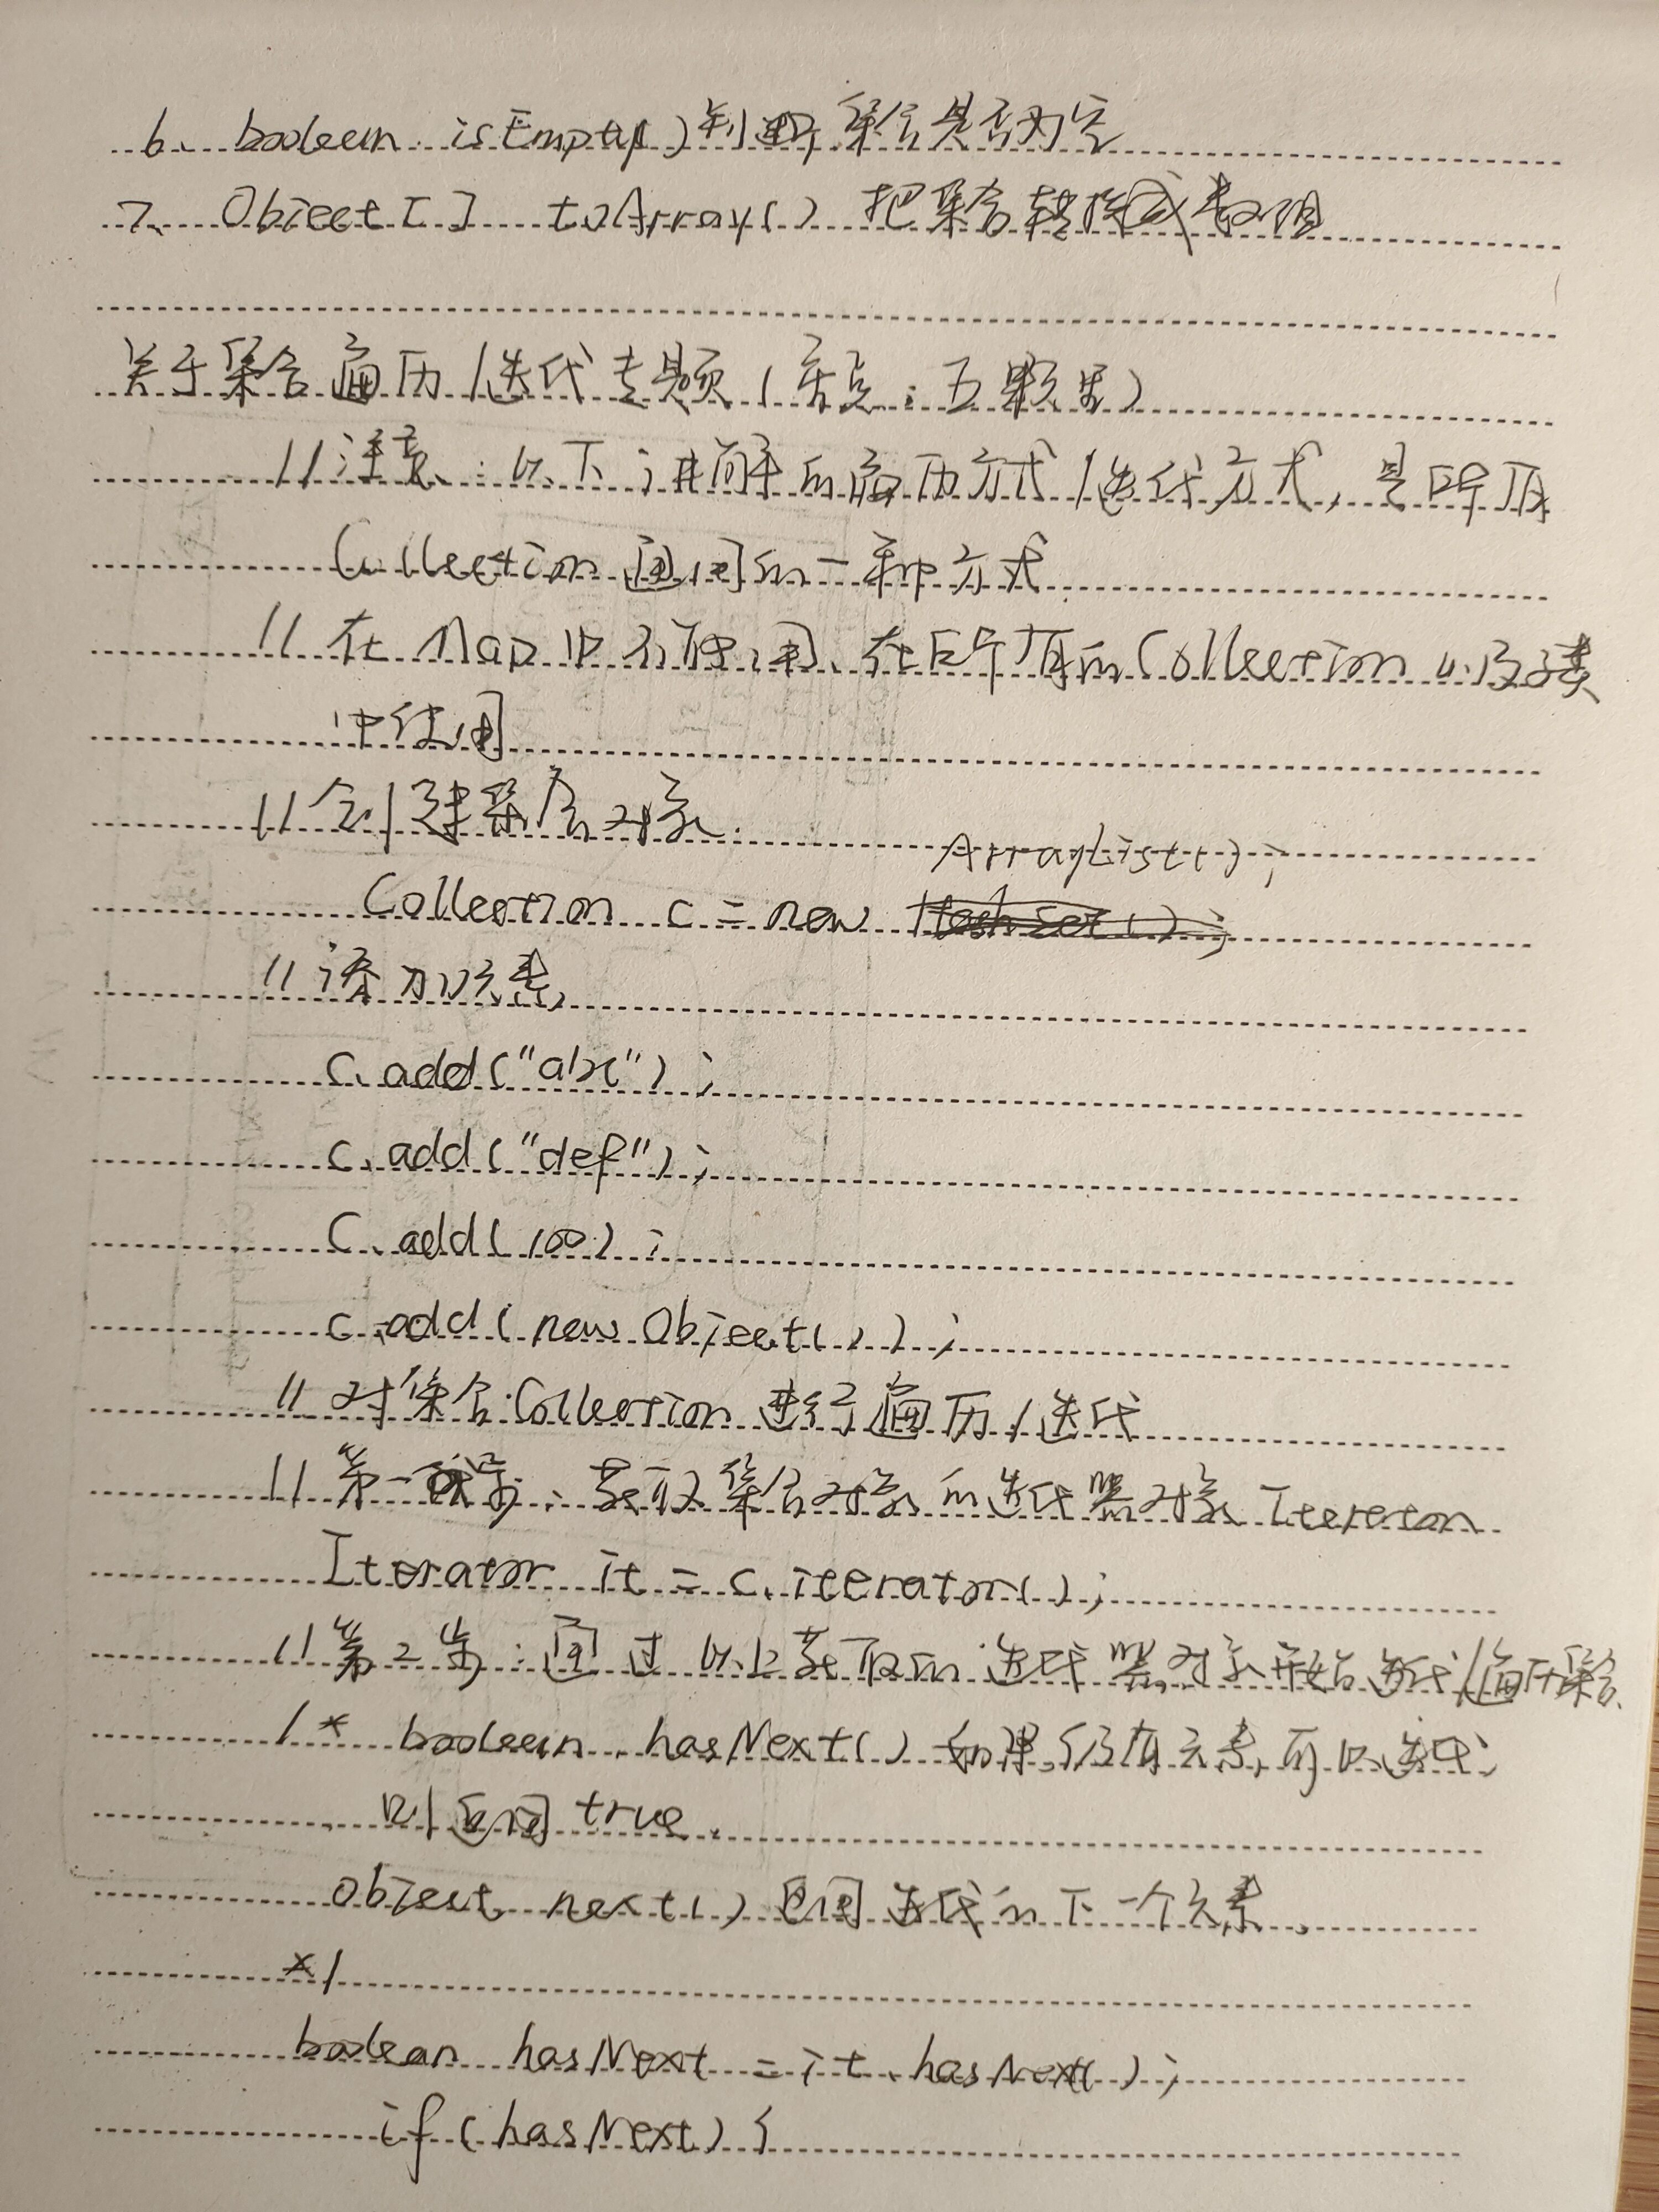 6、boolean isEmpty()判断集合是否为空
7、Object[] toArray() 把集合转换成数组
关于集合遍历/迭代专题(重点:五颗星)
//注意:以下讲解的遍历方式/迭代方式,是所有
Collection通用的一种方式
//在Map中不能用、在所有的Collection以及子类
中使用
//创建集合对象
ArrayList();
Collection c = new HashSet();
//添加元素
c.add("abc");
c.add("def");
c.add(100);
c.add(new Object());
//对集合Collection进行遍历/迭代
//第一步:获取集合对象的迭代器对象Iterator
Iterator it = c.iterator();
//第2步:通过以上获取的迭代器对象开始迭代/遍历集合
/* boolean hasNext()如果仍有元素可以迭代,
则返回true.
Object next()返回迭代的下一个元素.
*/
boolean hasNext = it.hasNext();
if(hasNext){